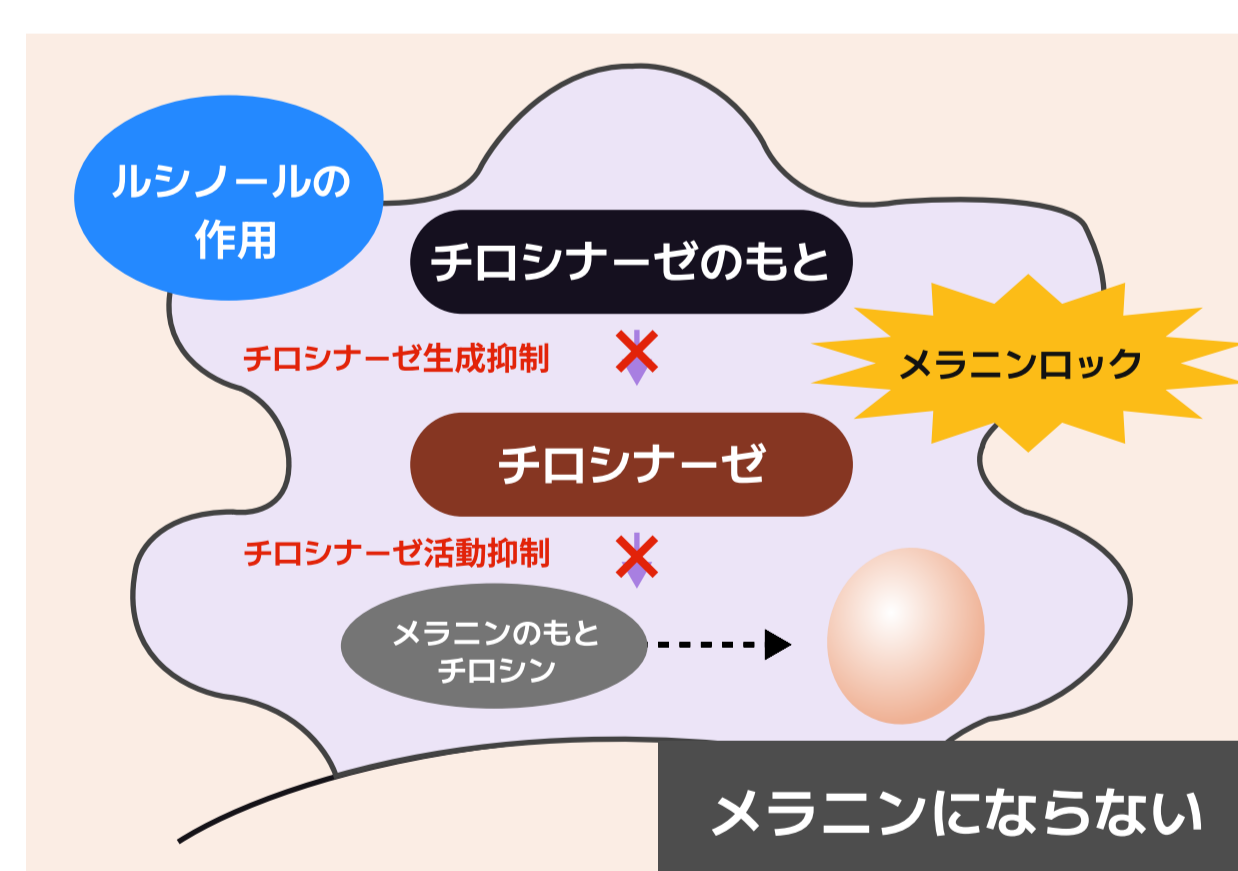 ルシノールの
作用
チロシナーゼのもと
チロシナーゼ生成抑制
メラニンロック
チロシナーゼ
チロシナーゼ活動抑制
メラニンのもと
チロシン
メラニンにならない